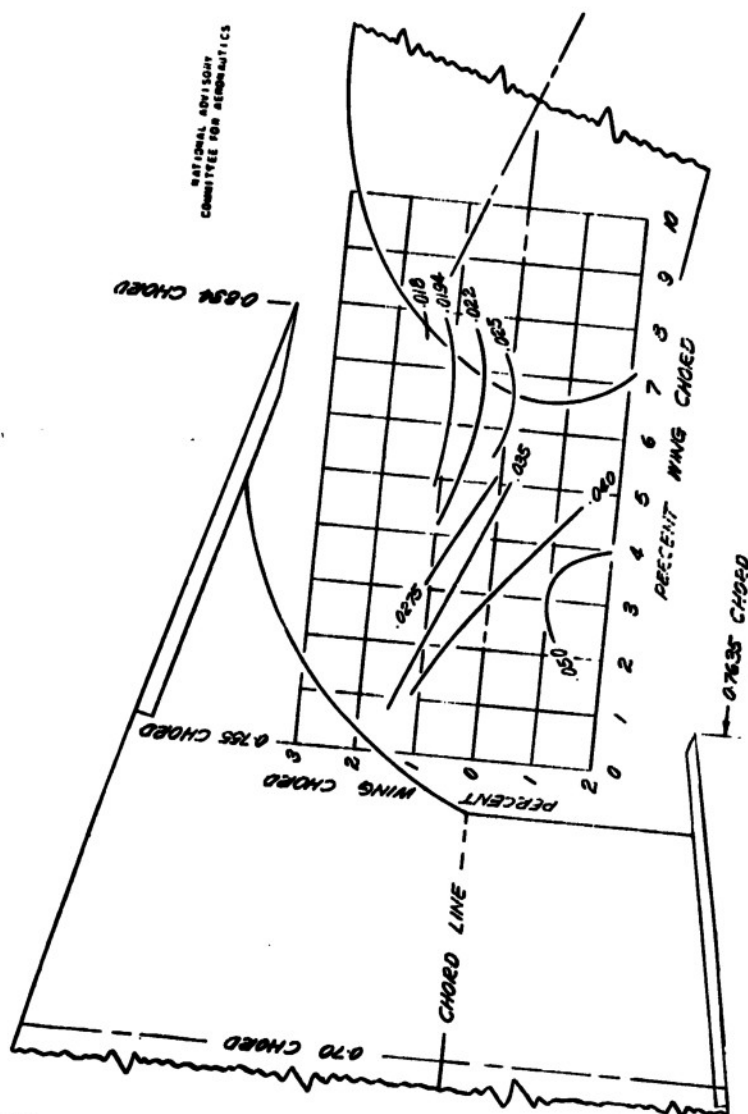 NATIONAL ADVISORY
COMMITTEE FOR AERONAUTICS
0.834 CHORD
0.755 CHORD
3
2
1
0
1
2
PERCENT WING CHORD
.018
.0194
.022
.025
.035
.0275
.040
.050
0
1
2
3
4
5
6
7
8
9
10
PERCENT WING CHORD
0.7635 CHORD
CHORD LINE
0.70 CHORD